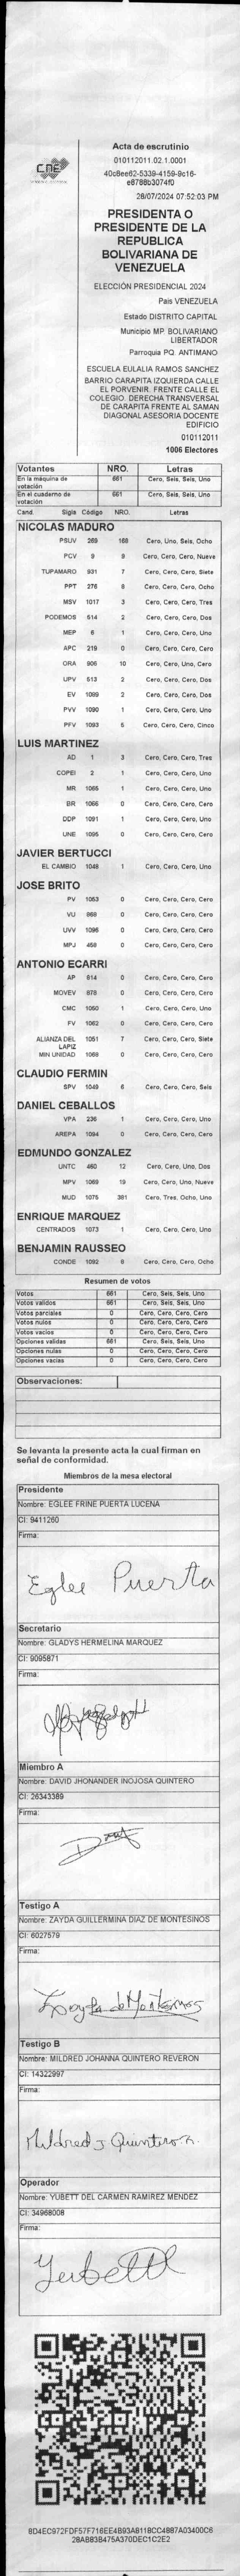 CNE
Acta de escrutinio
010112011.02.1.0001
40c8ee62-5339-4159-9c16-
e8788b3074f0
28/07/2024 07:52:03 PM
PRESIDENTA O
PRESIDENTE DE LA
REPUBLICA
BOLIVARIANA DE
VENEZUELA
ELECCIÓN PRESIDENCIAL 2024
Pais VENEZUELA
Estado DISTRITO CAPITAL
Municipio MP. BOLIVARIANO
LIBERTADOR
Parroquia PQ. ANTIMANO
ESCUELA EULALIA RAMOS SANCHEZ
BARRIO CARAPITA IZQUIERDA CALLE
EL PORVENIR. FRENTE CALLE EL
COLEGIO. DERECHA TRANSVERSAL
DE CARAPITA FRENTE AL SAMAN
DIAGONAL ASESORIA DOCENTE
EDIFICIO
010112011
1006 Electores
Votantes NRO. Letras
En la máquina de votación 661 Cero, Seis, Seis, Uno
En el cuaderno de votación 661 Cero, Seis, Seis, Uno
Cand. Sigla Código NRO. Letras
NICOLAS MADURO
PSUV 269 168 Cero, Uno, Seis, Ocho
PCV 9 9 Cero, Cero, Cero, Nueve
TUPAMARO 931 7 Cero, Cero, Cero, Siete
PPT 276 8 Cero, Cero, Cero, Ocho
MSV 1017 3 Cero, Cero, Cero, Tres
PODEMOS 514 2 Cero, Cero, Cero, Dos
MEP 6 1 Cero, Cero, Cero, Uno
APC 219 0 Cero, Cero, Cero, Cero
ORA 906 10 Cero, Cero, Uno, Cero
UPV 513 2 Cero, Cero, Cero, Dos
EV 1089 2 Cero, Cero, Cero, Dos
PVV 1090 1 Cero, Cero, Cero, Uno
PFV 1093 5 Cero, Cero, Cero, Cinco
LUIS MARTINEZ
AD 1 3 Cero, Cero, Cero, Tres
COPEI 2 1 Cero, Cero, Cero, Uno
MR 1065 1 Cero, Cero, Cero, Uno
BR 1066 0 Cero, Cero, Cero, Cero
DDP 1091 1 Cero, Cero, Cero, Uno
UNE 1095 0 Cero, Cero, Cero, Cero
JAVIER BERTUCCI
EL CAMBIO 1048 1 Cero, Cero, Cero, Uno
JOSE BRITO
PV 1053 0 Cero, Cero, Cero, Cero
VU 0 Cero, Cero, Cero, Cero
UVV 1096 0 Cero, Cero, Cero, Cero
MPJ 0 Cero, Cero, Cero, Cero
ANTONIO ECARRI
AP 614 0 Cero, Cero, Cero, Cero
MOVEV 878 0 Cero, Cero, Cero, Cero
CMC 1050 1 Cero, Cero, Cero, Uno
FV 1062 0 Cero, Cero, Cero, Cero
ALIANZA DEL LAPIZ 1051 7 Cero, Cero, Cero, Siete
MIN UNIDAD 0 Cero, Cero, Cero, Cero
CLAUDIO FERMIN
SPV 1049 6 Cero, Cero, Cero, Seis
DANIEL CEBALLOS
VPA 236 1 Cero, Cero, Cero, Uno
AREPA 1094 0 Cero, Cero, Cero, Cero
EDMUNDO GONZALEZ
UNTC 12 Cero, Cero, Uno, Dos
MPV 19 Cero, Cero, Uno, Nueve
MUD 1075 381 Cero, Tres, Ocho, Uno
ENRIQUE MARQUEZ
CENTRADOS 1073 1 Cero, Cero, Cero, Uno
BENJAMIN RAUSSEO
CONDE 1092 8 Cero, Cero, Cero, Ocho
Resumen de votos
Votos 661 Cero, Seis, Seis, Uno
Votos validos 661 Cero, Seis, Seis, Uno
Votos parciales 0 Cero, Cero, Cero, Cero
Votos nulos 0 Cero, Cero, Cero, Cero
Votos vacios 0 Cero, Cero, Cero, Cero
Opciones validas 661 Cero, Seis, Seis, Uno
Opciones nulas 0 Cero, Cero, Cero, Cero
Opciones vacias 0 Cero, Cero, Cero, Cero
Observaciones:
Se levanta la presente acta la cual firman en
señal de conformidad.
Miembros de la mesa electoral
Presidente
Nombre: EGLEE FRINE PUERTA LUCENA
CI: 9411260
Firma:
Eglee Puerta
Secretario
Nombre: GLADYS HERMELINA MARQUEZ
CI: 9095871
Firma:
Miembro A
Nombre: DAVID JHONANDER INOJOSA QUINTERO
CI: 26343389
Firma:
Testigo A
Nombre: ZAYDA GUILLERMINA DIAZ DE MONTESINOS
CI: 6027579
Firma:
Zayda de Montesinos
Testigo B
Nombre: MILDRED JOHANNA QUINTERO REVERON
CI: 14322997
Firma:
Mildred J Quintero R.
Operador
Nombre: YUBETT DEL CARMEN RAMIREZ MENDEZ
CI: 34968008
Firma:
Yubett
8D4EC972FDF57F716EE4B93A811BCC4887A03400C6
28AB83B475A370DEC1C2E2